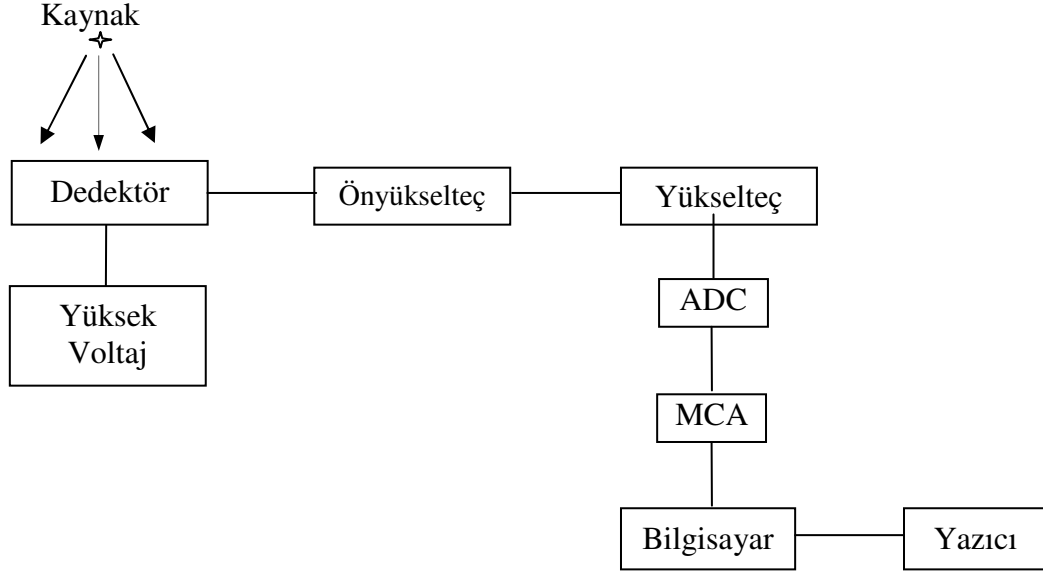 Kaynak
Dedektör
Önyükselteç
Yükselteç
Yüksek
Voltaj
ADC
MCA
Bilgisayar
Yazıcı